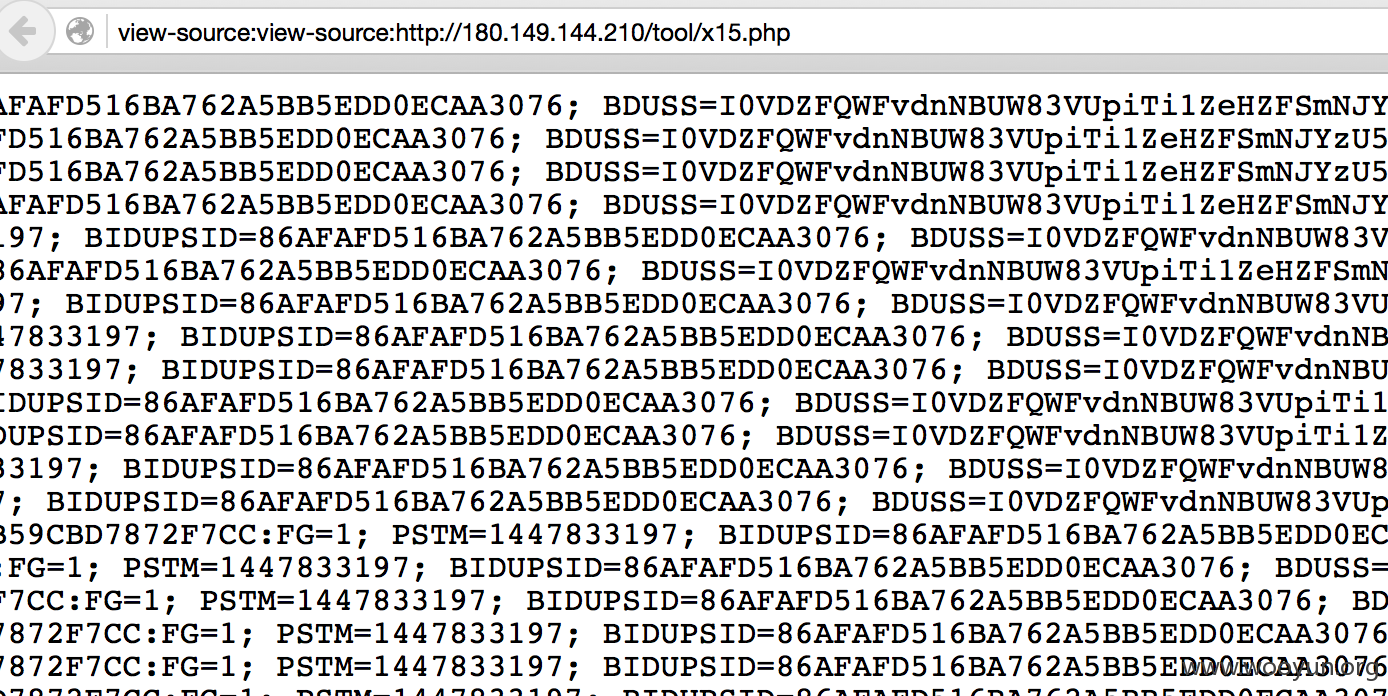 view-source:view-source:http://180.149.144.210/tool/x15.php
AFAFD516BA762A5BB5EDD0ECAA3076; BDUSS=I0VDZFQWFvdnNBUW83VUpiTi1ZeHZFSmNJY
FD516BA762A5BB5EDD0ECAA3076; BDUSS=I0VDZFQWFvdnNBUW83VUpiTi1ZeHZFSmNJYzU5
FD516BA762A5BB5EDD0ECAA3076; BDUSS=I0VDZFQWFvdnNBUW83VUpiTi1ZeHZFSmNJYzU5
AFAFD516BA762A5BB5EDD0ECAA3076; BDUSS=I0VDZFQWFvdnNBUW83VUpiTi1ZeHZFSmNJY
197; BIDUPSID=86AFAFD516BA762A5BB5EDD0ECAA3076; BDUSS=I0VDZFQWFvdnNBUW83V
86AFAFD516BA762A5BB5EDD0ECAA3076; BDUSS=I0VDZFQWFvdnNBUW83VUpiTi1ZeHZFSmN
97; BIDUPSID=86AFAFD516BA762A5BB5EDD0ECAA3076; BDUSS=I0VDZFQWFvdnNBUW83VU
47833197; BIDUPSID=86AFAFD516BA762A5BB5EDD0ECAA3076; BDUSS=I0VDZFQWFvdnNB
7833197; BIDUPSID=86AFAFD516BA762A5BB5EDD0ECAA3076; BDUSS=I0VDZFQWFvdnNBU
IDUPSID=86AFAFD516BA762A5BB5EDD0ECAA3076; BDUSS=I0VDZFQWFvdnNBUW83VUpiTi1
DUPSID=86AFAFD516BA762A5BB5EDD0ECAA3076; BDUSS=I0VDZFQWFvdnNBUW83VUpiTi1Z
33197; BIDUPSID=86AFAFD516BA762A5BB5EDD0ECAA3076; BDUSS=I0VDZFQWFvdnNBUW8
7; BIDUPSID=86AFAFD516BA762A5BB5EDD0ECAA3076; BDUSS=I0VDZFQWFvdnNBUW83VUp
B59CBD7872F7CC:FG=1; PSTM=1447833197; BIDUPSID=86AFAFD516BA762A5BB5EDD0EC
:FG=1; PSTM=1447833197; BIDUPSID=86AFAFD516BA762A5BB5EDD0ECAA3076; BDUSS=
F7CC:FG=1; PSTM=1447833197; BIDUPSID=86AFAFD516BA762A5BB5EDD0ECAA3076; BD
7872F7CC:FG=1; PSTM=1447833197; BIDUPSID=86AFAFD516BA762A5BB5EDD0ECAA3076
7872F7CC:FG=1; PSTM=1447833197; BIDUPSID=86AFAFD516BA762A5BB5EDD0ECAA3076
www.wooyun.org